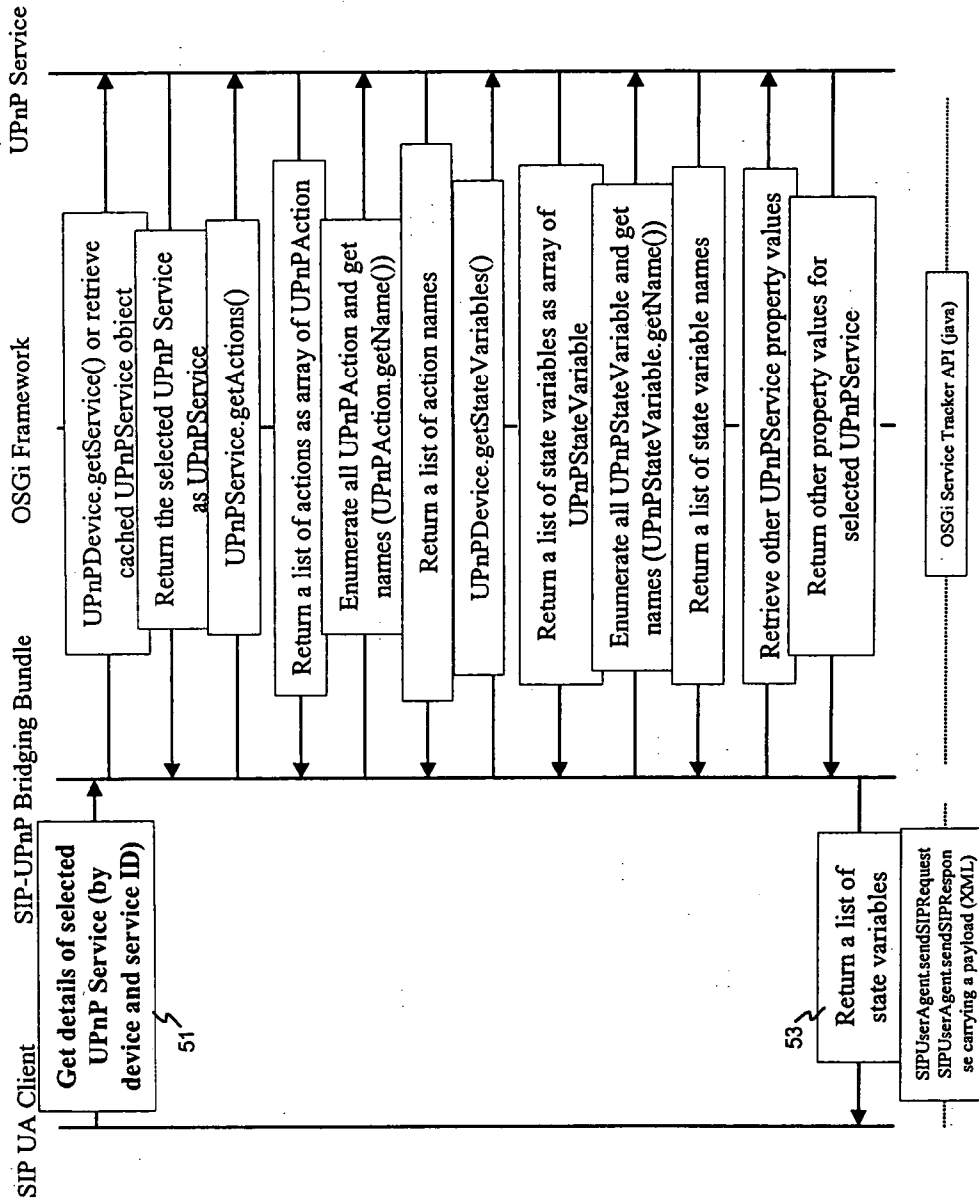 SIP UA Client
SIP-UPnP Bridging Bundle
OSGi Framework
UPnP Service
Get details of selected
UPnP Service (by
device and service ID)
51
UPnPDevice.getService() or retrieve
cached UPnPService object
Return the selected UPnP Service
as UPnPService
UPnPService.getActions()
Return a list of actions as array of UPnPAction
Enumerate all UPnPAction and get
names (UPnPAction.getName())
Return a list of action names
UPnPDevice.getStateVariables()
Return a list of state variables as array of
UPnPStateVariable
Enumerate all UPnPStateVariable and get
names (UPnPStateVariable.getName())
Return a list of state variable names
Retrieve other UPnPService property values
Return other property values for
selected UPnPService
53
Return a list of
state variables
SIPUserAgent.sendSIPRequest
SIPUserAgent.sendSIPRespon
se carrying a payload (XML)
OSGi Service Tracker API (java)